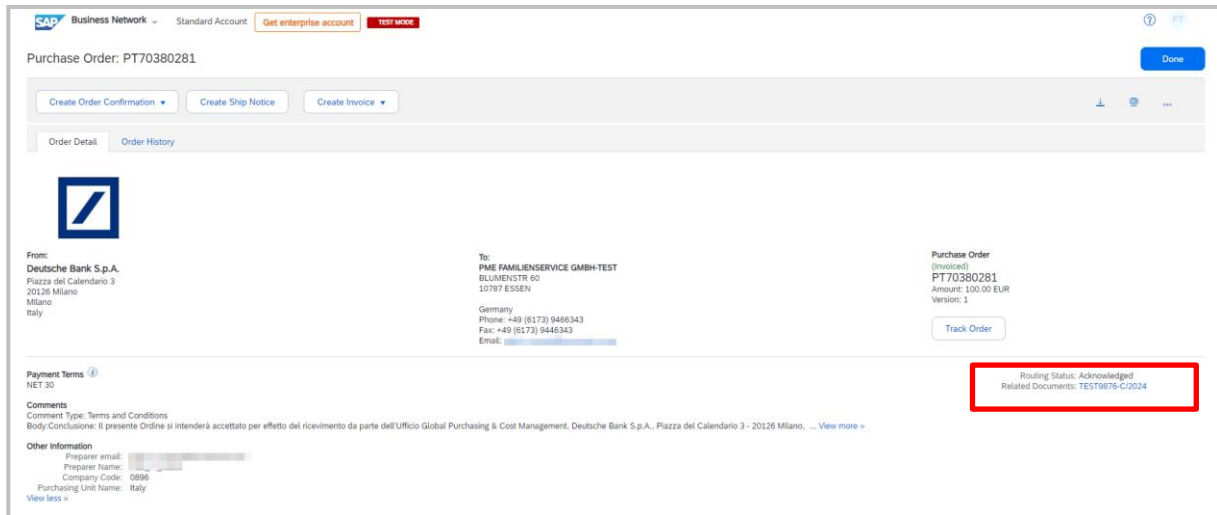 SAP Business Network Standard Account Get enterprise account TEST MODE ? PT
Purchase Order: PT70380281 Done
Create Order Confirmation Create Ship Notice Create Invoice ...
Order Detail Order History
From:
Deutsche Bank S.p.A.
Piazza del Calendario 3
20126 Milano
Milano
Italy
To:
PME FAMILIENSERVICE GMBH-TEST
BLUMENSTR 60
10787 ESSEN
Germany
Phone: +49 (6173) 9466343
Fax: +49 (6173) 9446343
Email:
Purchase Order
(Invoiced)
PT70380281
Amount: 100.00 EUR
Version: 1
Track Order
Payment Terms i
NET 30
Routing Status: Acknowledged
Related Documents: TEST9876-C/2024
Comments
Comment Type: Terms and Conditions
Body:Conclusione: Il presente Ordine si intenderà accettato per effetto del ricevimento da parte dell'Ufficio Global Purchasing & Cost Management, Deutsche Bank S.p.A., Piazza del Calendario 3 - 20126 Milano, ... View more »
Other Information
Preparer email:
Preparer Name:
Company Code: 0896
Purchasing Unit Name: Italy
View less »